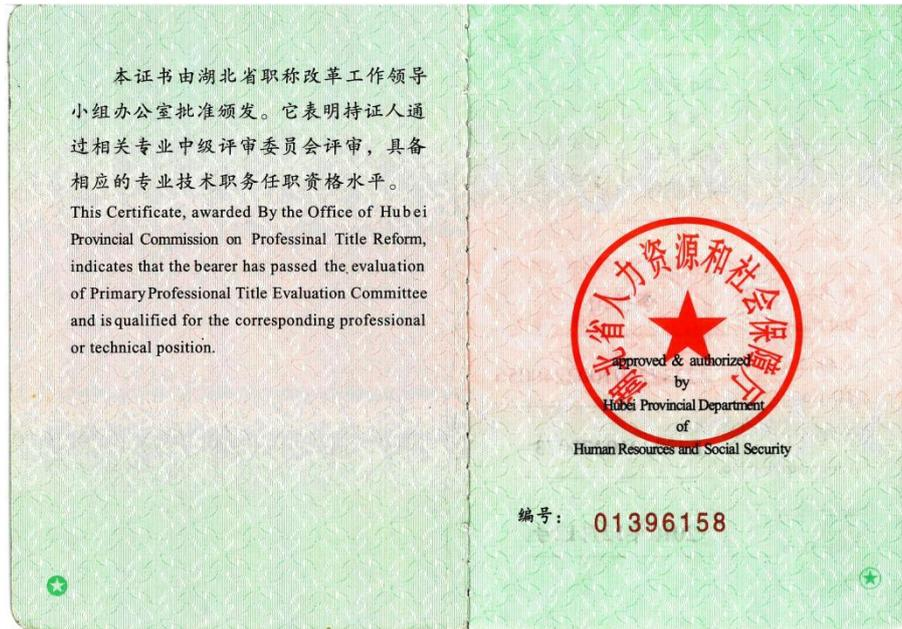 本证书由湖北省职称改革工作领导
小组办公室批准颁发。它表明持证人通
过相关专业中级评审委员会评审，具备
相应的专业技术职务任职资格水平。
This Certificate, awarded By the Office of Hubei
Provincial Commission on Professinal Title Reform,
indicates that the bearer has passed the evaluation
of Primary Professional Title Evaluation Committee
and is qualified for the corresponding professional
or technical position.
湖北省人力资源和社会保障厅
approved & authorized
by
Hubei Provincial Department
of
Human Resources and Social Security
编号： 01396158